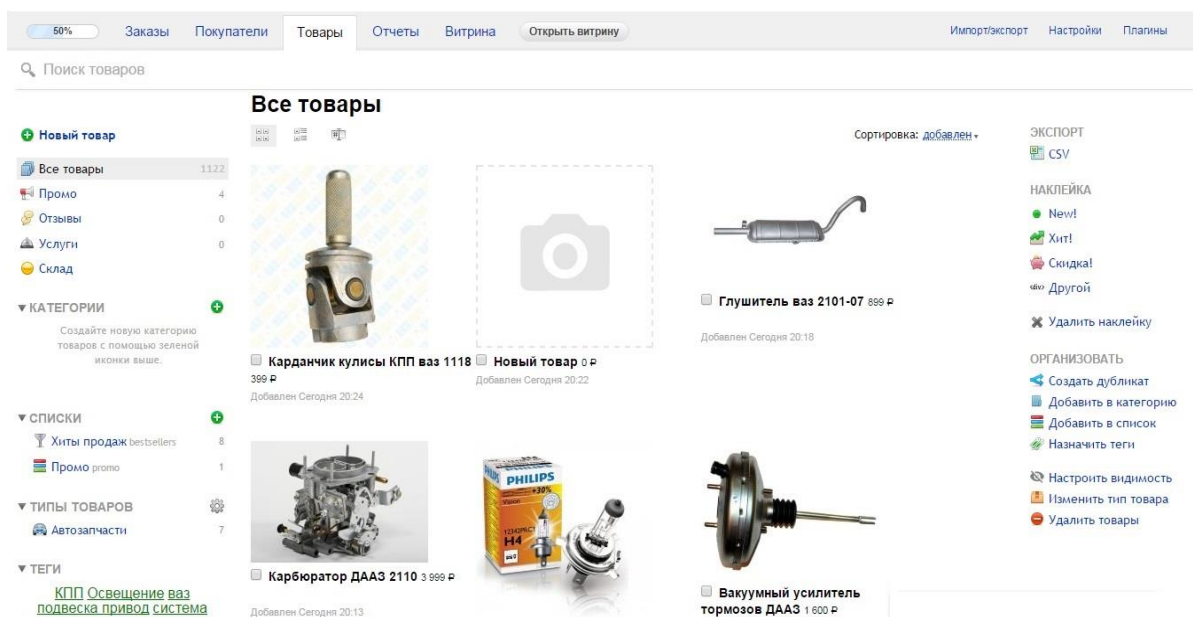 50% Заказы Покупатели Товары Отчеты Витрина Открыть витрину Импорт/экспорт Настройки Плагины
Поиск товаров
Все товары
Новый товар
Сортировка: добавлен
Все товары 1122
Промо 4
Отзывы 0
Услуги 0
Склад
КАТЕГОРИИ
Создайте новую категорию
товаров с помощью зеленой
иконки выше.
СПИСКИ
Хиты продаж bestsellers 8
Промо promo 1
ТИПЫ ТОВАРОВ
Автозапчасти 7
ТЕГИ
КПП Освещение ваз
подвеска привод система
Карданчик кулисы КПП ваз 1118
399 ₽
Добавлен Сегодня 20:24
Новый товар 0 ₽
Добавлен Сегодня 20:22
Глушитель ваз 2101-07 899 ₽
Добавлен Сегодня 20:18
Карбюратор ДААЗ 2110 3 999 ₽
Добавлен Сегодня 20:13
PHILIPS
+30%
Vision
H4
Вакуумный усилитель
тормозов ДААЗ 1 600 ₽
ЭКСПОРТ
CSV
НАКЛЕЙКА
New!
Хит!
Скидка!
Другой
Удалить наклейку
ОРГАНИЗОВАТЬ
Создать дубликат
Добавить в категорию
Добавить в список
Назначить теги
Настроить видимость
Изменить тип товара
Удалить товары